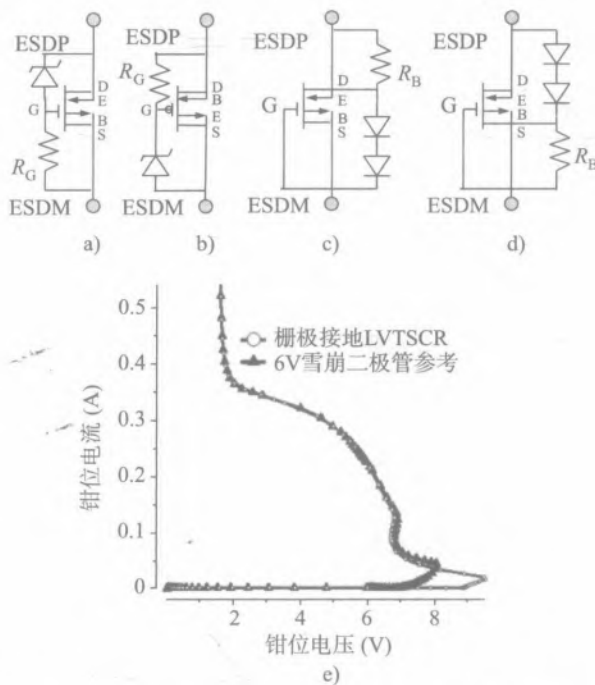 ESDP
D
E
G
B
S
R_G
ESDM
a)
ESDP
R_G
D
B
G
E
S
ESDM
b)
ESDP
R_B
D
E
G
B
S
ESDM
c)
ESDP
D
E
G
B
S
R_B
ESDM
d)
0.5
0.4
0.3
0.2
0.1
0
钳位电流 (A)
栅极接地LVTSCR
6V雪崩二极管参考
2 4 6 8
钳位电压 (V)
e)